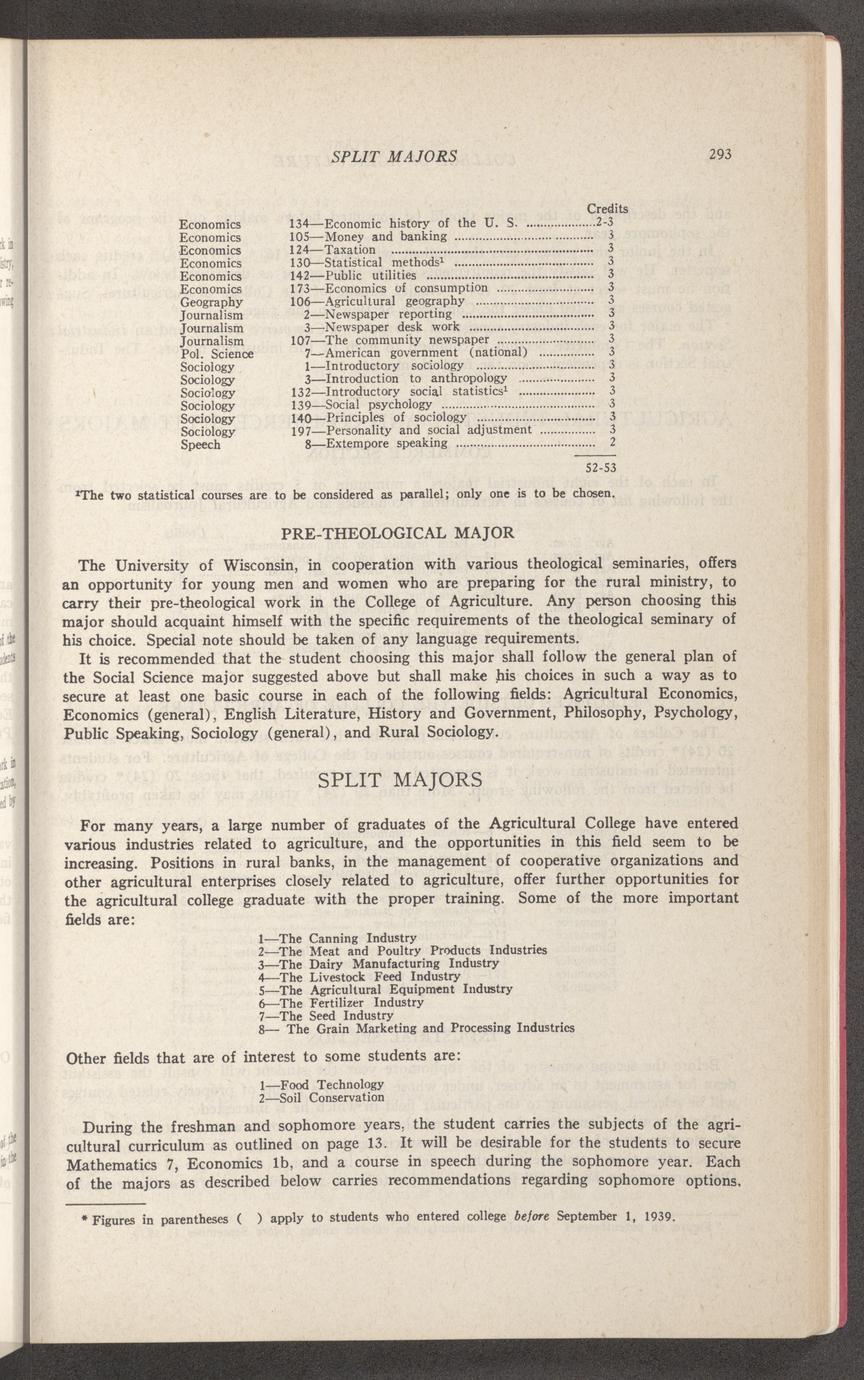 SPLIT MAJORS 293
Credits
Economics 134—Economic history of the U. S. ....................2-3
Economics 105—Money and banking .................................... 3
Economics 124—Taxation .................................................... 3
Economics 130—Statistical methods¹ .................................... 3
Economics 142—Public utilities ........................................... 3
Economics 173—Economics of consumption ......................... 3
Geography 106—Agricultural geography .............................. 3
Journalism 2—Newspaper reporting .................................. 3
Journalism 3—Newspaper desk work ................................ 3
Journalism 107—The community newspaper ......................... 3
Pol. Science 7—American government (national) ............... 3
Sociology 1—Introductory sociology ............................... 3
Sociology 3—Introduction to anthropology .................... 3
Sociology 132—Introductory social statistics¹ .................... 3
Sociology 139—Social psychology ....................................... 3
Sociology 140—Principles of sociology ............................... 3
Sociology 197—Personality and social adjustment ............... 3
Speech 8—Extempore speaking .................................... 2
52-53
¹The two statistical courses are to be considered as parallel; only one is to be chosen.
PRE-THEOLOGICAL MAJOR
The University of Wisconsin, in cooperation with various theological seminaries, offers
an opportunity for young men and women who are preparing for the rural ministry, to
carry their pre-theological work in the College of Agriculture. Any person choosing this
major should acquaint himself with the specific requirements of the theological seminary of
his choice. Special note should be taken of any language requirements.
It is recommended that the student choosing this major shall follow the general plan of
the Social Science major suggested above but shall make his choices in such a way as to
secure at least one basic course in each of the following fields: Agricultural Economics,
Economics (general), English Literature, History and Government, Philosophy, Psychology,
Public Speaking, Sociology (general), and Rural Sociology.
SPLIT MAJORS
For many years, a large number of graduates of the Agricultural College have entered
various industries related to agriculture, and the opportunities in this field seem to be
increasing. Positions in rural banks, in the management of cooperative organizations and
other agricultural enterprises closely related to agriculture, offer further opportunities for
the agricultural college graduate with the proper training. Some of the more important
fields are:
1—The Canning Industry
2—The Meat and Poultry Products Industries
3—The Dairy Manufacturing Industry
4—The Livestock Feed Industry
5—The Agricultural Equipment Industry
6—The Fertilizer Industry
7—The Seed Industry
8— The Grain Marketing and Processing Industries
Other fields that are of interest to some students are:
1—Food Technology
2—Soil Conservation
During the freshman and sophomore years, the student carries the subjects of the agri-
cultural curriculum as outlined on page 13. It will be desirable for the students to secure
Mathematics 7, Economics 1b, and a course in speech during the sophomore year. Each
of the majors as described below carries recommendations regarding sophomore options.
* Figures in parentheses ( ) apply to students who entered college before September 1, 1939.